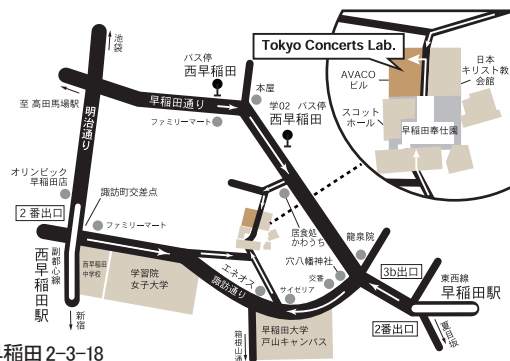 池袋
バス停
西早稲田
Tokyo Concerts Lab.
AVACO
ビル
日本
キリスト教
会館
スコット
ホール
早稲田奉仕園
至 高田馬場駅
早稲田通り
本屋
学02 バス停
西早稲田
ファミリーマート
明治通り
オリンピック
早稲田店
諏訪町交差点
2番出口
ファミリーマート
副都心線
西早稲田駅
西早稲田
中学校
学習院
女子大学
新宿
諏訪通り
エネオス
居食処
かわうち
龍泉院
穴八幡神社
交番
サイゼリア
3b出口
東西線
早稲田駅
2番出口
夏目坂
箱根山通
早稲田大学
戸山キャンパス
稲田 2-3-18